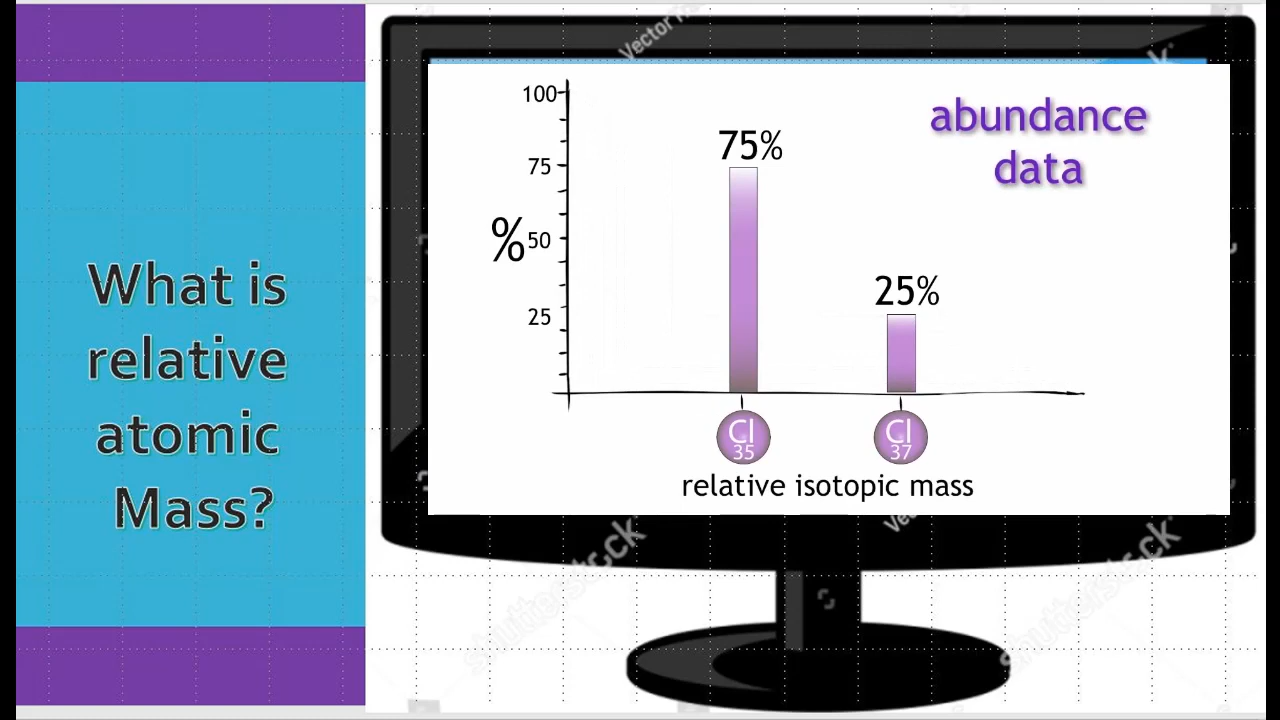 What is
relative
atomic
Mass?
abundance
data
100
75
50
25
%
75%
25%
Cl
35
Cl
37
relative isotopic mass
shutterstock